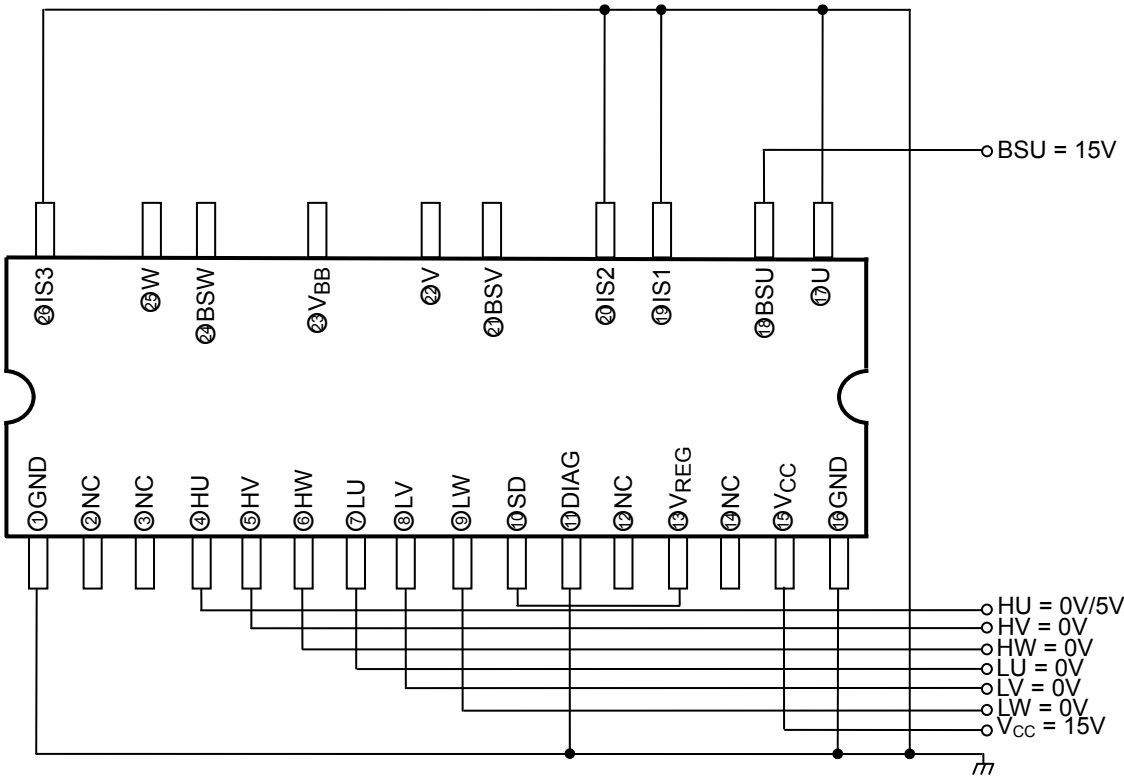 BSU = 15V
㉖IS3
㉕W
㉔BSW
㉓VBB
㉒V
㉑BSV
⑳IS2
⑲IS1
⑱BSU
⑰U
①GND
②NC
③NC
④HU
⑤HV
⑥HW
⑦LU
⑧LV
⑨LW
⑩SD
⑪DIAG
⑫NC
⑬VREG
⑭NC
⑮VCC
⑯GND
HU = 0V/5V
HV = 0V
HW = 0V
LU = 0V
LV = 0V
LW = 0V
VCC = 15V